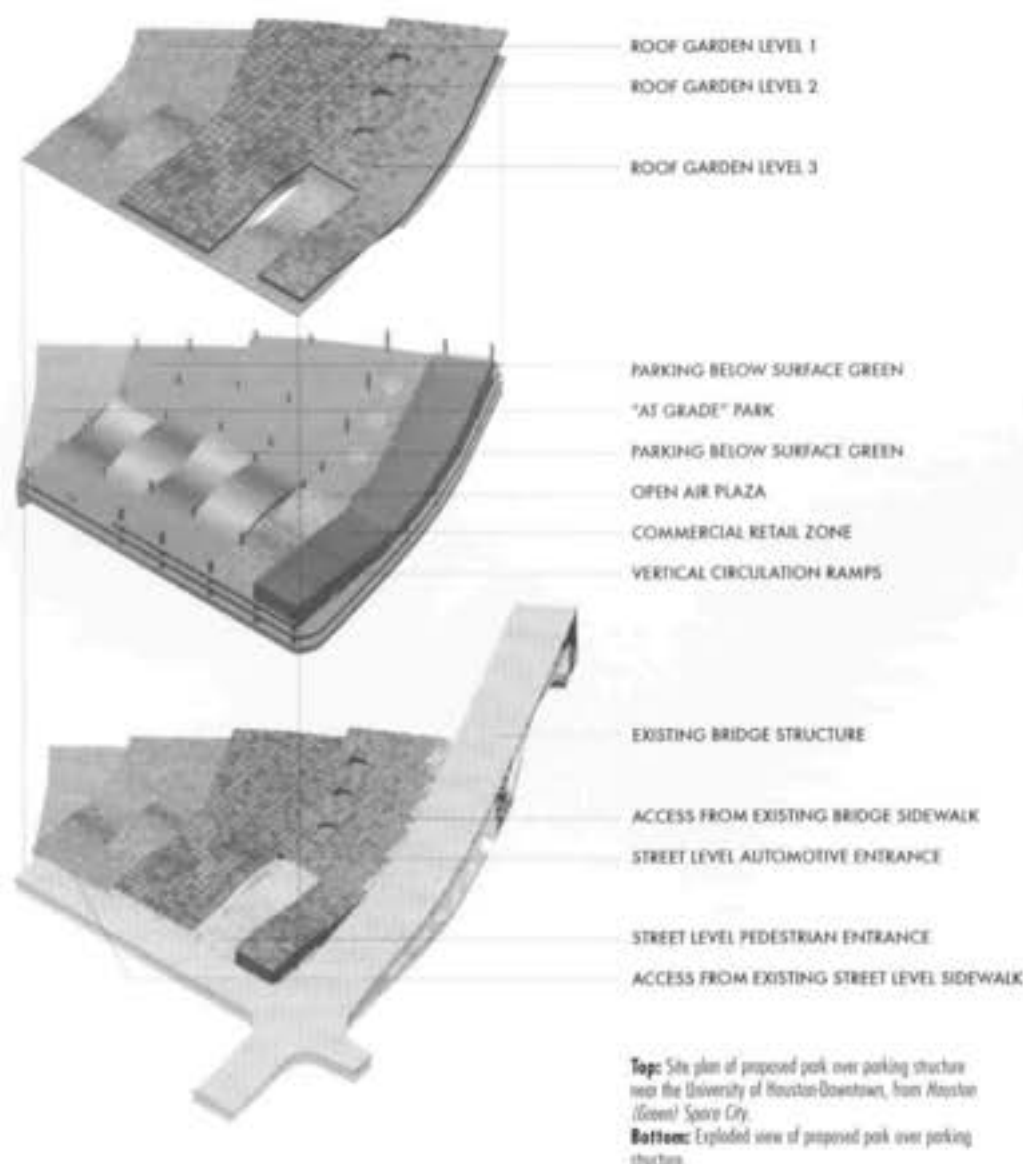 ROOF GARDEN LEVEL 1
ROOF GARDEN LEVEL 2
ROOF GARDEN LEVEL 3
PARKING BELOW SURFACE GREEN
"AT GRADE" PARK
PARKING BELOW SURFACE GREEN
OPEN AIR PLAZA
COMMERCIAL RETAIL ZONE
VERTICAL CIRCULATION RAMPS
EXISTING BRIDGE STRUCTURE
ACCESS FROM EXISTING BRIDGE SIDEWALK
STREET LEVEL AUTOMOTIVE ENTRANCE
STREET LEVEL PEDESTRIAN ENTRANCE
ACCESS FROM EXISTING STREET LEVEL SIDEWALK
Top: Site plan of proposed park over parking structure
near the University of Houston-Downtown, from Houston
(Green) Space City.
Bottom: Exploded view of proposed park over parking
structure.